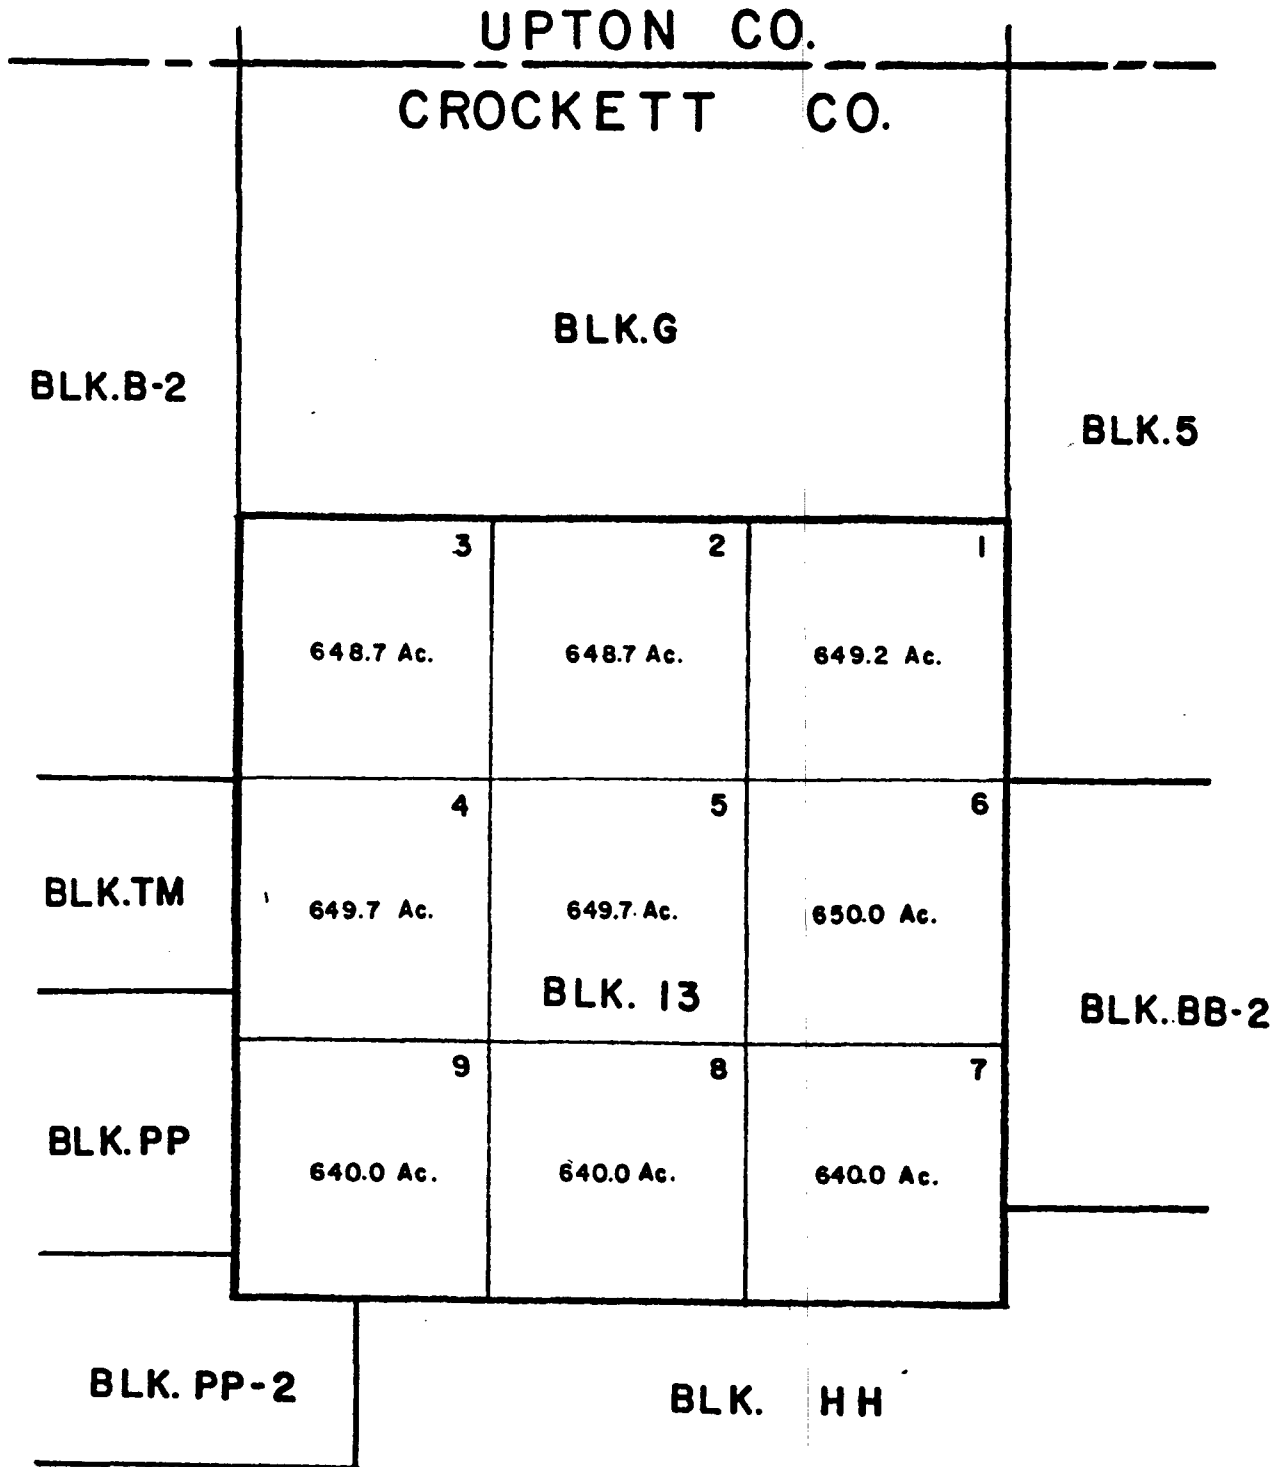 UPTON CO.
CROCKETT CO.
BLK.G
BLK.B-2
BLK.5
3 2 1
648.7 Ac. 648.7 Ac. 649.2 Ac.
4 5 6
BLK.TM
649.7 Ac. 649.7 Ac. 650.0 Ac.
BLK. 13
BLK. BB-2
9 8 7
BLK. PP
640.0 Ac. 640.0 Ac. 640.0 Ac.
BLK. PP-2
BLK. HH